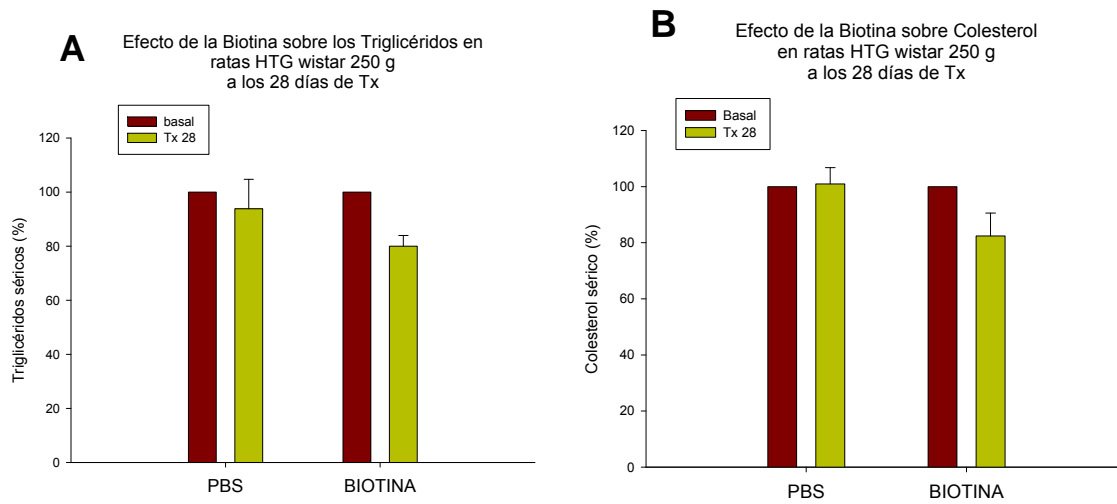 A
Efecto de la Biotina sobre los Triglicéridos en
ratas HTG wistar 250 g
a los 28 días de Tx
basal
Tx 28
Triglicéridos séricos (%)
120
100
80
60
40
20
0
PBS
BIOTINA
B
Efecto de la Biotina sobre Colesterol
en ratas HTG wistar 250 g
a los 28 días de Tx
Basal
Tx 28
Colesterol sérico (%)
120
100
80
60
40
20
0
PBS
BIOTINA